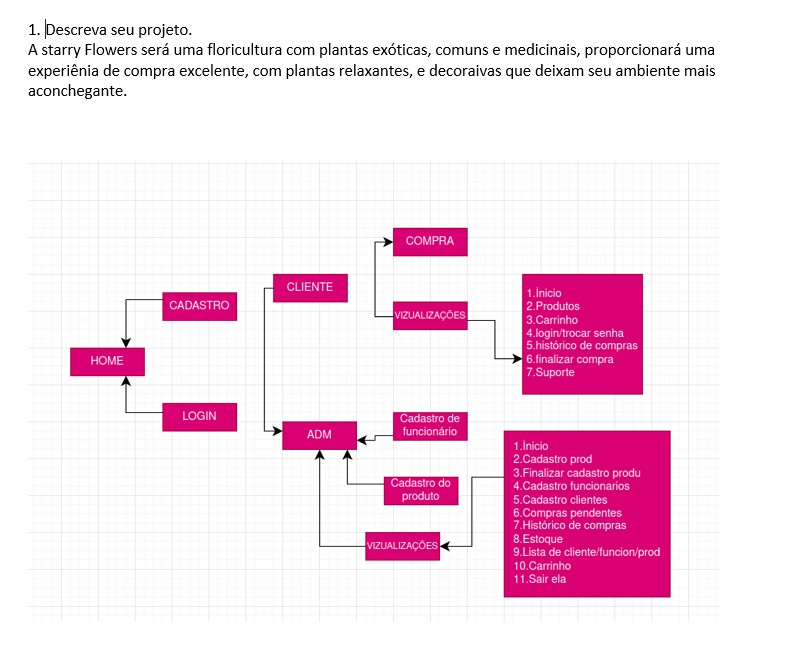 1. Descreva seu projeto.
A starry Flowers será uma floricultura com plantas exóticas, comuns e medicinais, proporcionará uma
experiênia de compra excelente, com plantas relaxantes, e decoraivas que deixam seu ambiente mais
aconchegante.
COMPRA
CLIENTE
CADASTRO
VIZUALIZAÇÕES
1.Ínicio
2.Produtos
3.Carrinho
4.login/trocar senha
5.histórico de compras
6.finalizar compra
7.Suporte
HOME
LOGIN
ADM
Cadastro de
funcionário
Cadastro do
produto
VIZUALIZAÇÕES
1.Ínicio
2.Cadastro prod
3.Finalizar cadastro produ
4.Cadastro funcionarios
5.Cadastro clientes
6.Compras pendentes
7.Histórico de compras
8.Estoque
9.Lista de cliente/funcion/prod
10.Carrinho
11.Sair ela